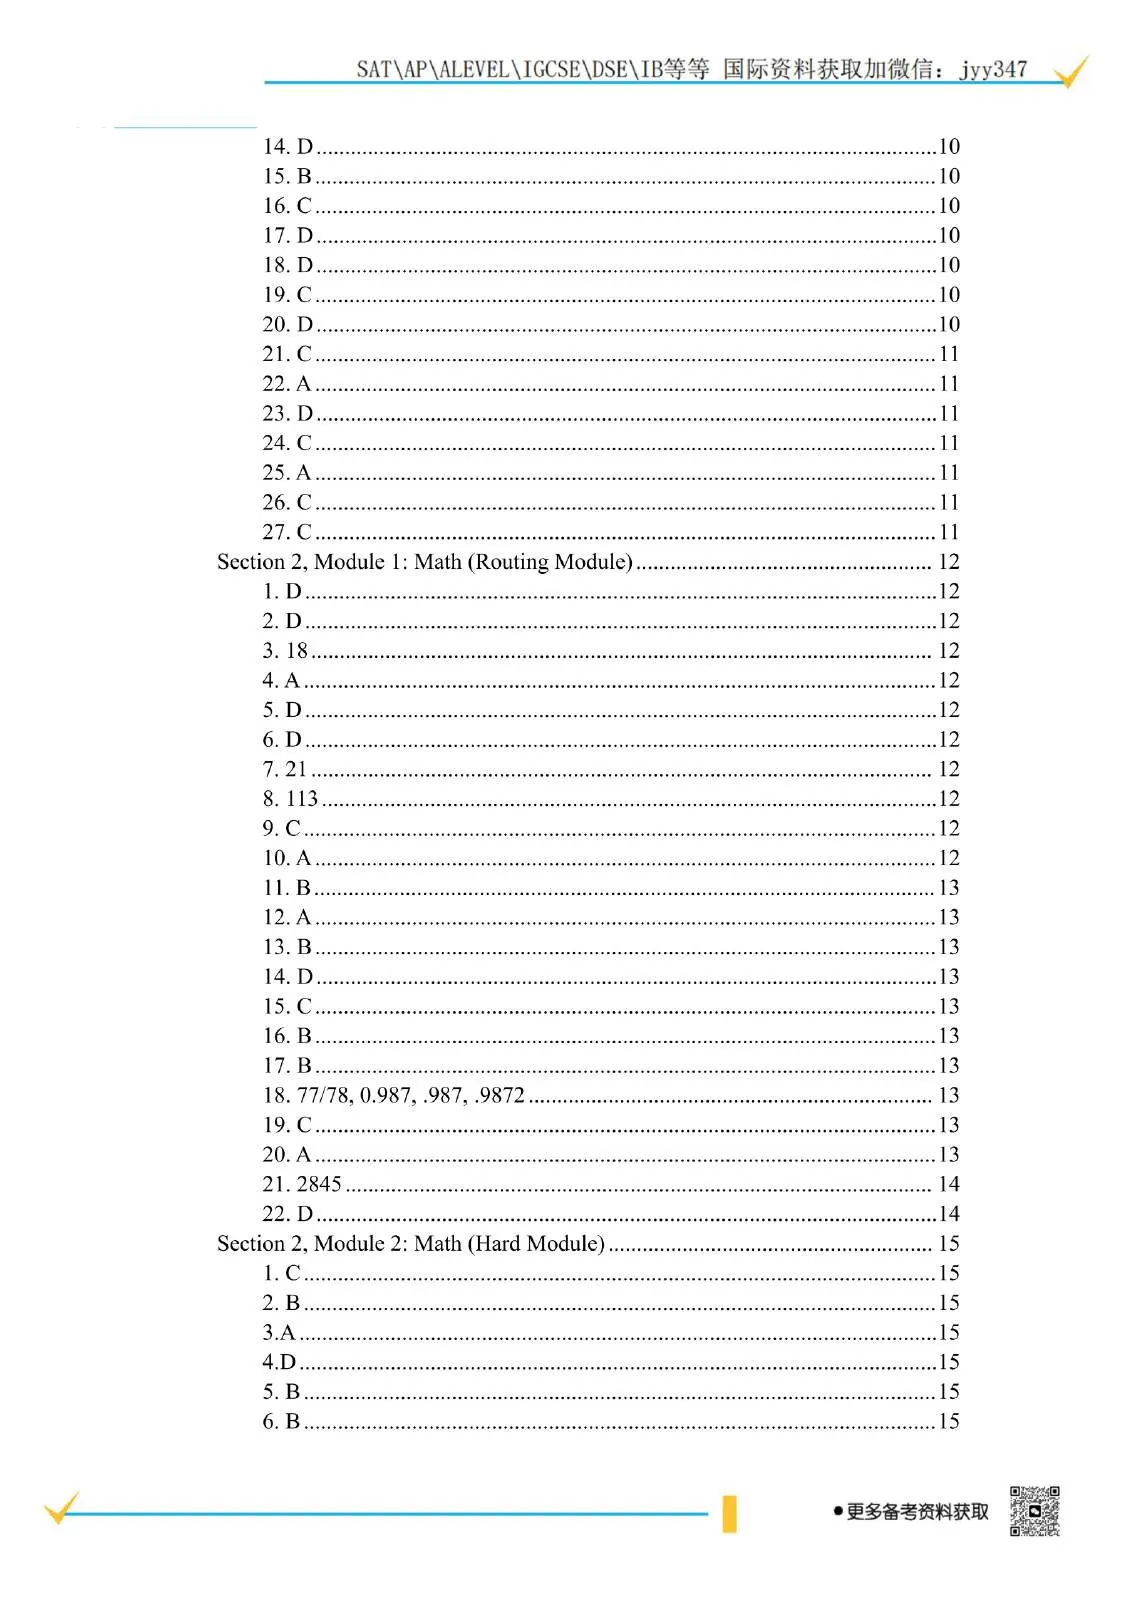 SAT\AP\ALEVEL\IGCSE\DSE\IB等等 国际资料获取加微信：jyy347
14. D........10
15. B........10
16. C........10
17. D........10
18. D........10
19. C........10
20. D........10
21. C........11
22. A........11
23. D........11
24. C........11
25. A........11
26. C........11
27. C........11
Section 2, Module 1: Math (Routing Module)........12
1. D........12
2. D........12
3. 18........12
4. A........12
5. D........12
6. D........12
7. 21........12
8. 113........12
9. C........12
10. A........12
11. B........13
12. A........13
13. B........13
14. D........13
15. C........13
16. B........13
17. B........13
18. 77/78, 0.987, .987, .9872........13
19. C........13
20. A........13
21. 2845........14
22. D........14
Section 2, Module 2: Math (Hard Module)........15
1. C........15
2. B........15
3.A........15
4.D........15
5. B........15
6. B........15
●更多备考资料获取